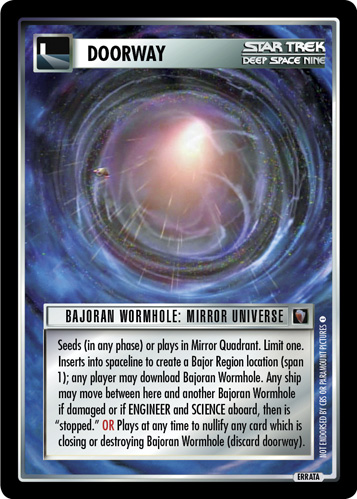 DOORWAY
STAR TREK
DEEP SPACE NINE
BAJORAN WORMHOLE: MIRROR UNIVERSE
Seeds (in any phase) or plays in Mirror Quadrant. Limit one.
Inserts into spaceline to create a Bajor Region location (span
1); any player may download Bajoran Wormhole. Any ship
may move between here and another Bajoran Wormhole
if damaged or if ENGINEER and SCIENCE aboard, then is
"stopped." OR Plays at any time to nullify any card which is
closing or destroying Bajoran Wormhole (discard doorway).
NOT ENDORSED BY CBS OR PARAMOUNT PICTURES
ERRATA